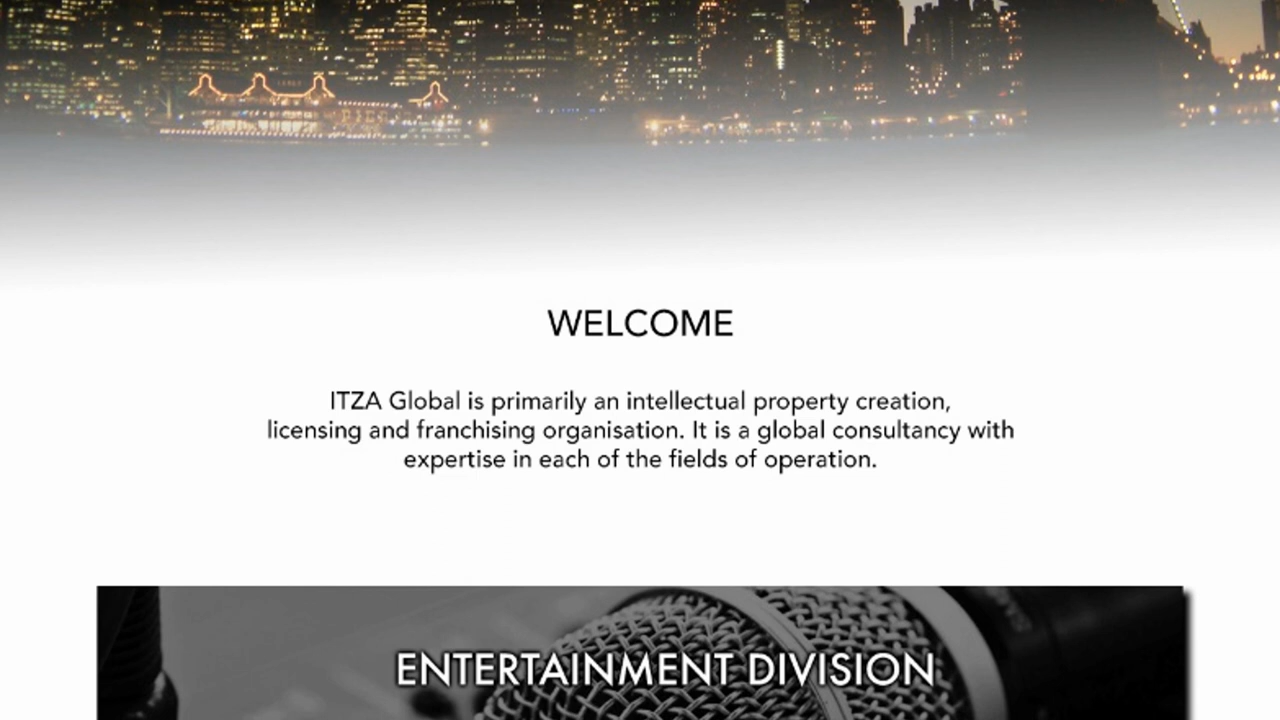 WELCOME
ITZA Global is primarily an intellectual property creation,
licensing and franchising organisation. It is a global consultancy with
expertise in each of the fields of operation.
ENTERTAINMENT DIVISION